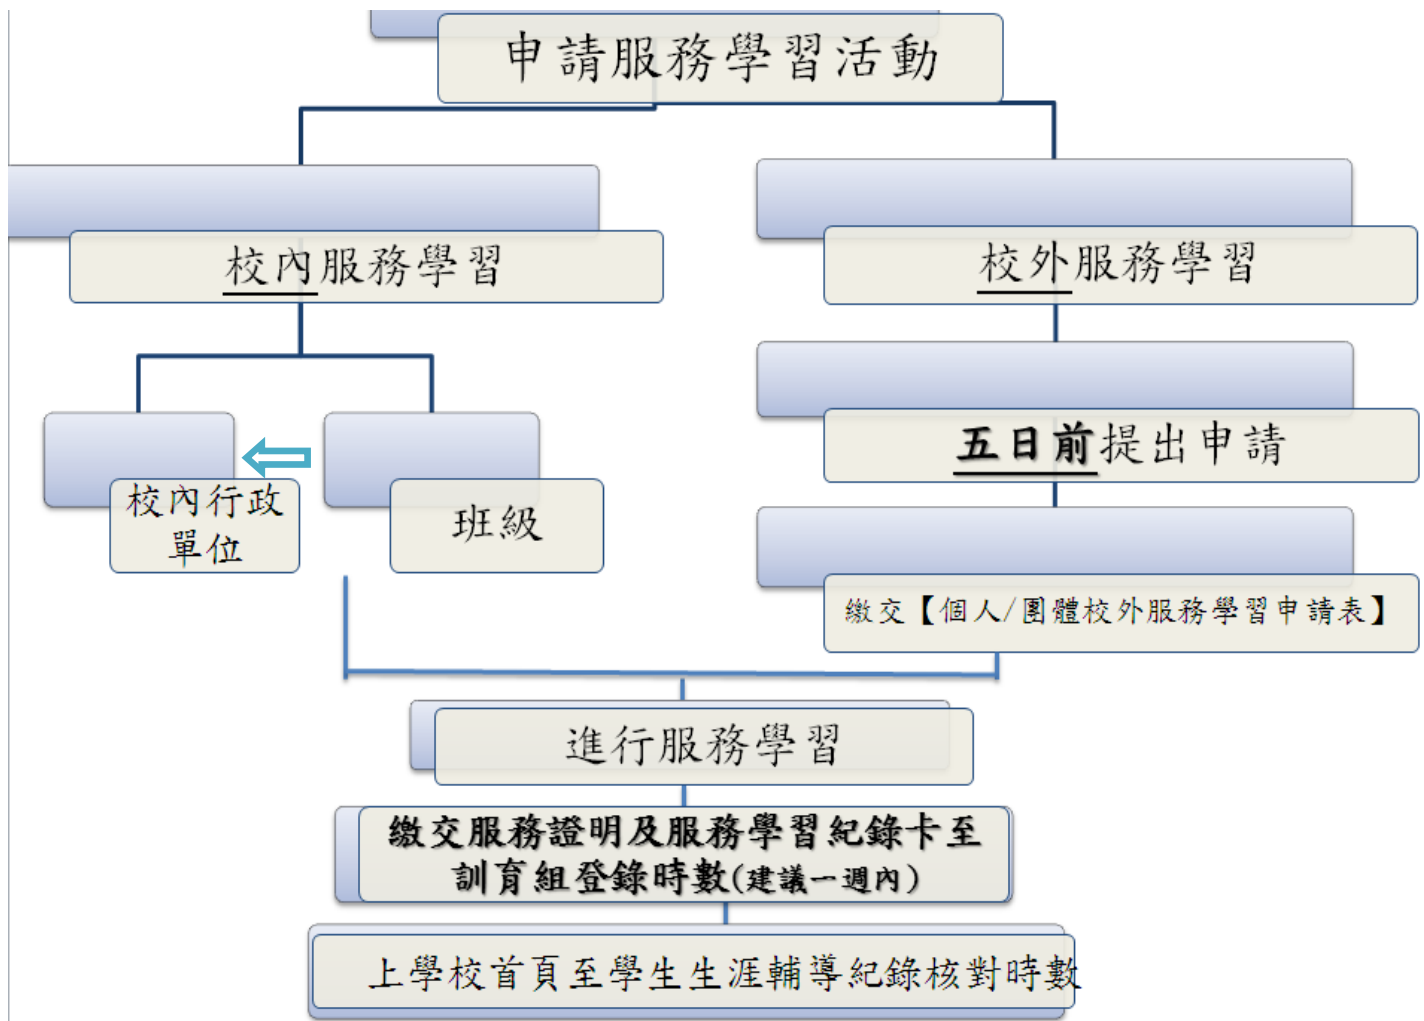 申請服務學習活動
校內服務學習
校外服務學習
五日前提出申請
校內行政
單位
班級
繳交【個人/團體校外服務學習申請表】
進行服務學習
繳交服務證明及服務學習紀錄卡至
訓育組登錄時數(建議一週內)
上學校首頁至學生生涯輔導紀錄核對時數